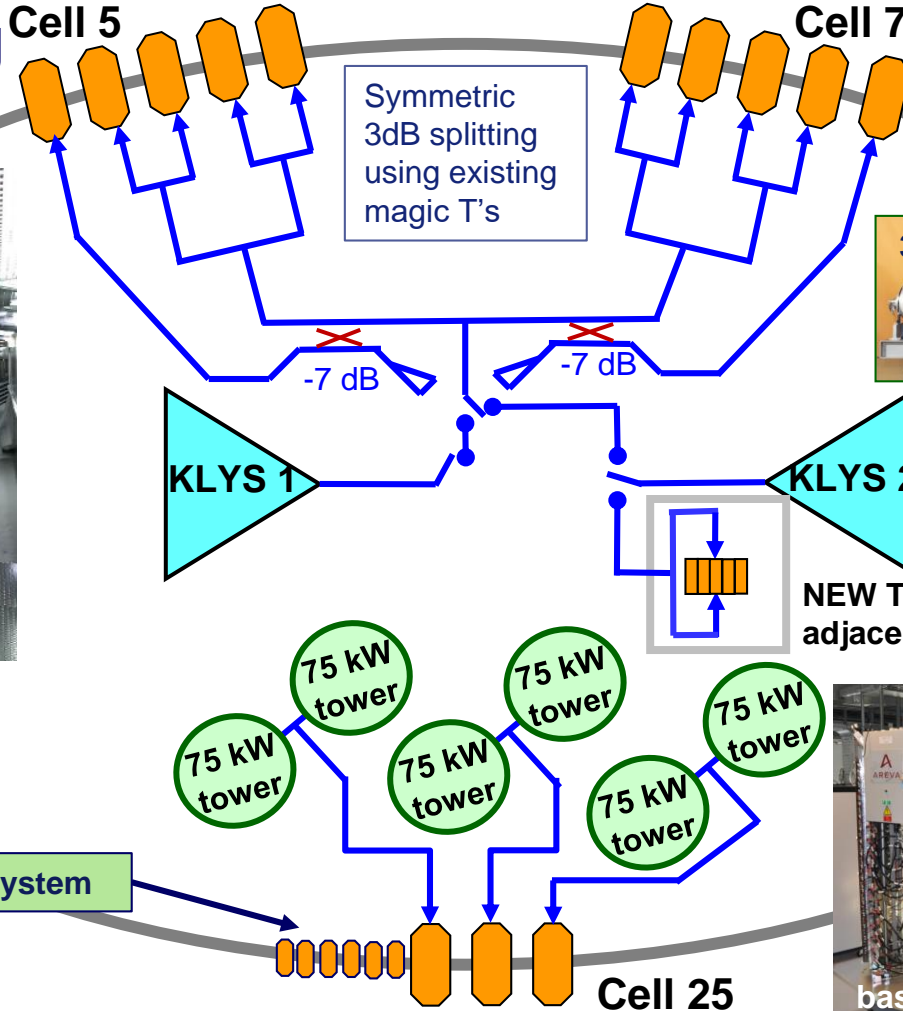 Cell 5
Cell 7
Symmetric
3dB splitting
using existing
magic T's
3
-7 dB
-7 dB
KLYS 1
KLYS 2
NEW T
adjace
75 kW
tower
75 kW
tower
75 kW
tower
75 kW
tower
75 kW
tower
75 kW
tower
AREVA
ystem
Cell 25
bas